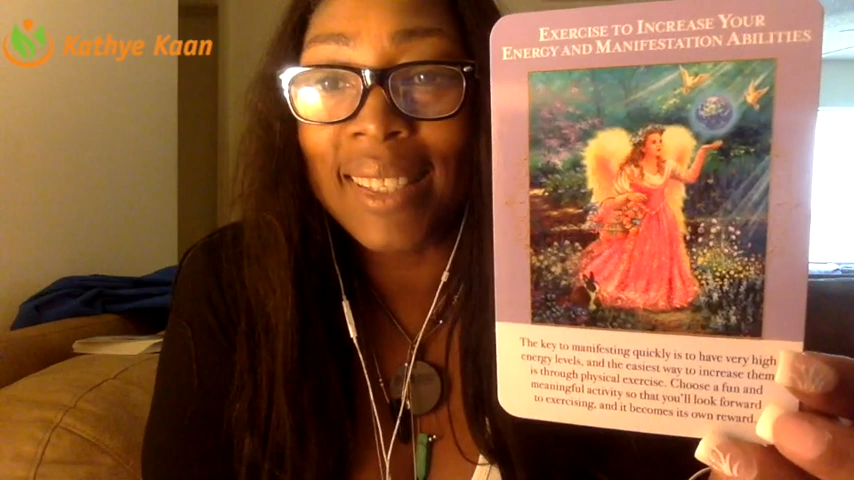 Kathye Kaan
EXERCISE TO INCREASE YOUR
ENERGY AND MANIFESTATION ABILITIES
The key to manifesting quickly is to have very high
energy levels, and the easiest way to increase them
is through physical exercise. Choose a fun and
meaningful activity so that you'll look forward
to exercising, and it becomes its own reward.